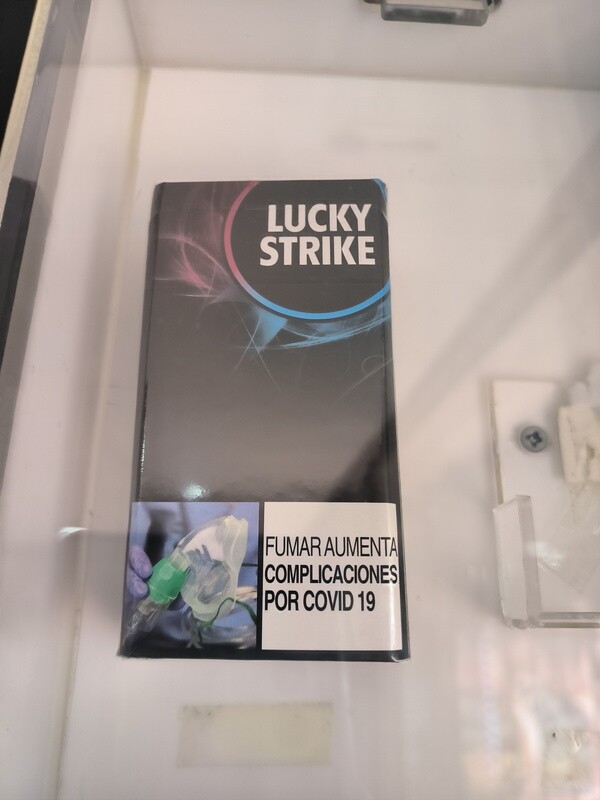 LUCKY
STRIKE
FUMAR AUMENTA
COMPLICACIONES
POR COVID 19